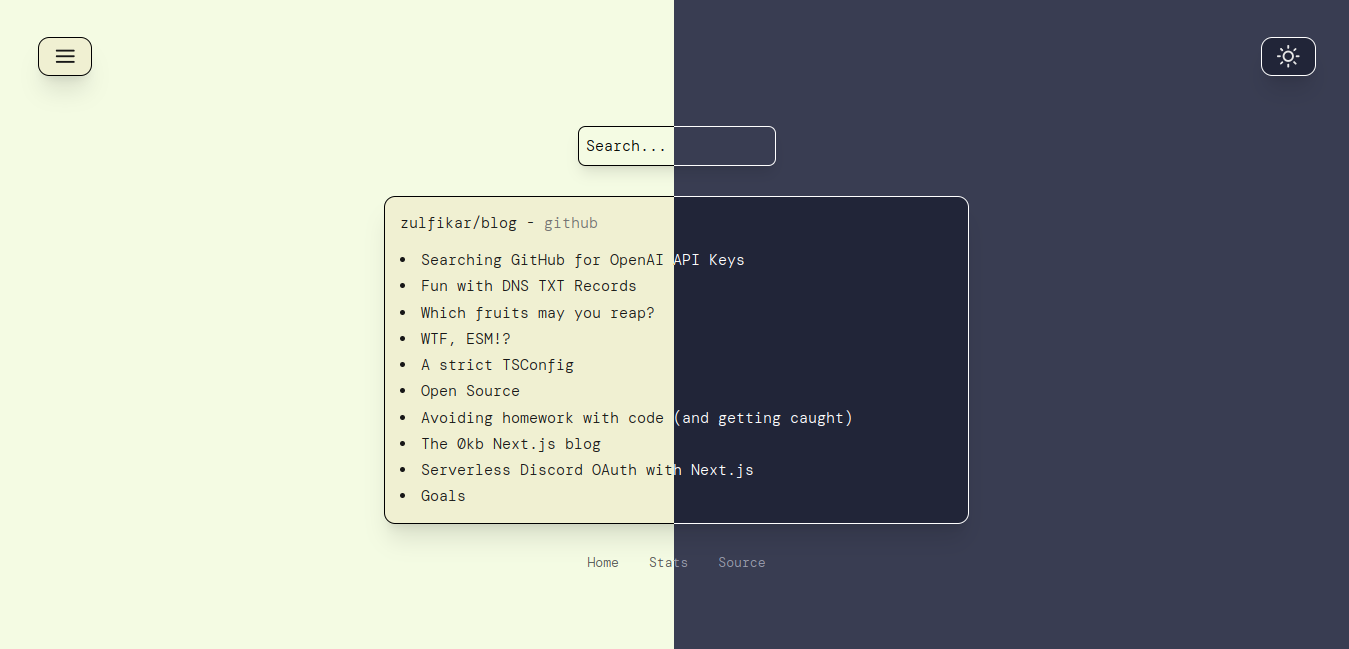 Search...
zulfikar/blog - github
• Searching GitHub for OpenAI API Keys
• Fun with DNS TXT Records
• Which fruits may you reap?
• WTF, ESM!?
• A strict TSConfig
• Open Source
• Avoiding homework with code (and getting caught)
• The 0kb Next.js blog
• Serverless Discord OAuth with Next.js
• Goals
Home Stats Source